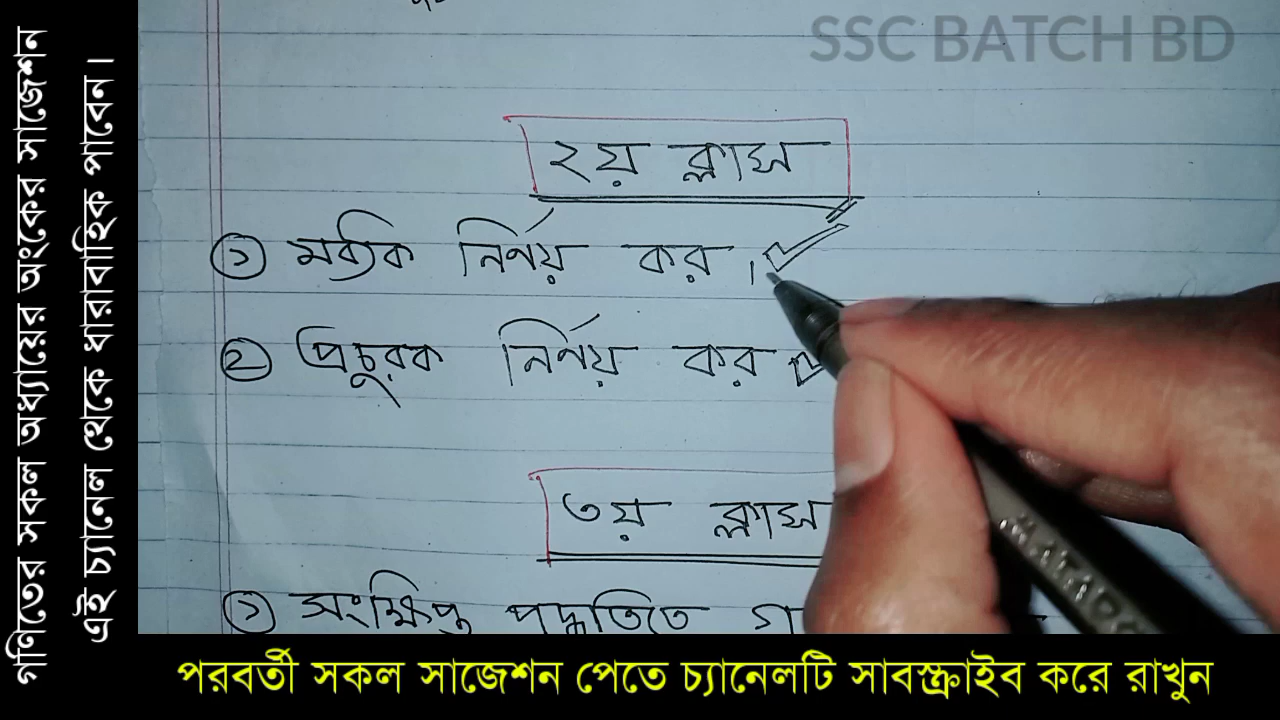 গণিতের সকল অধ্যায়ের অংকের সাজেশন
এই চ্যানেল থেকে ধারাবাহিক পাবেন।
SSC BATCH BD
২য় ক্লাস
১ মধ্যক নির্ণয় কর।
২ প্রচূরক নির্ণয় কর
৩য় ক্লাস
১ সংক্ষিপ্ত পদ্ধতিতে গ
MATADOR
পরবর্তী সকল সাজেশন পেতে চ্যানেলটি সাবস্ক্রাইব করে রাখুন